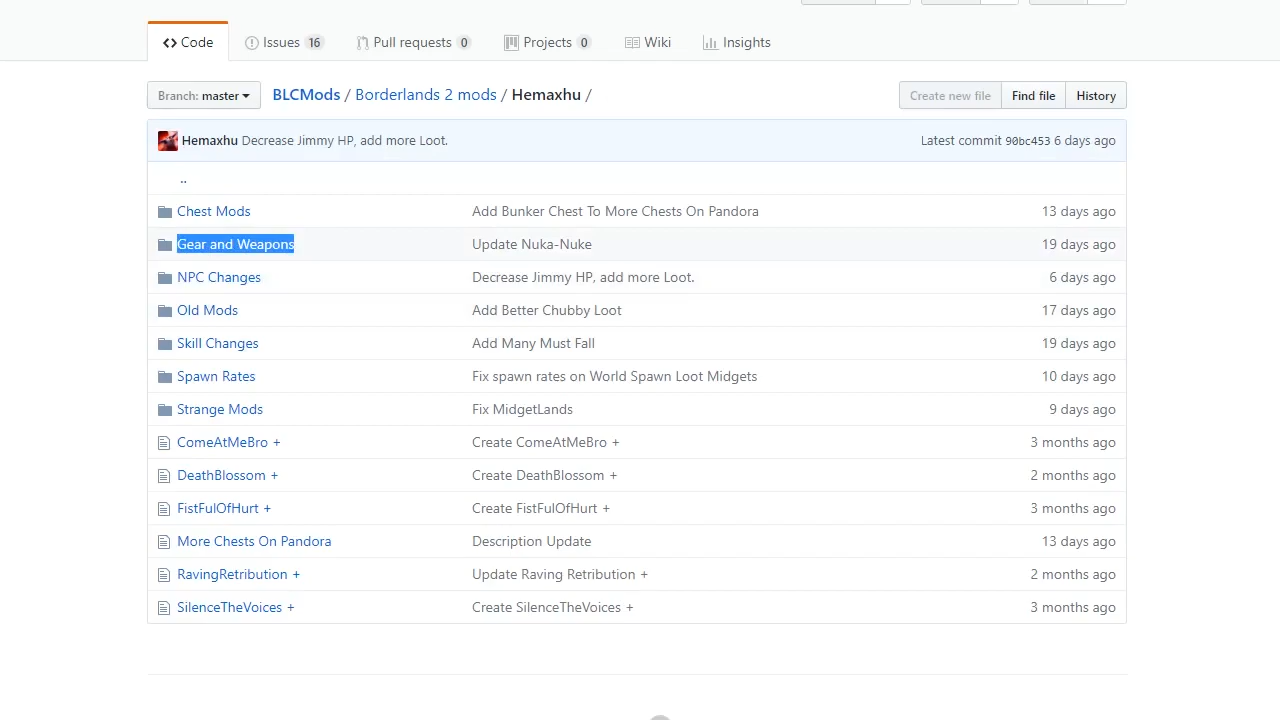 Code Issues 16 Pull requests 0 Projects 0 Wiki Insights
Branch: master BLCMods / Borderlands 2 mods / Hemaxhu / Create new file Find file History
Hemaxhu Decrease Jimmy HP, add more Loot. Latest commit 90bc453 6 days ago
..
Chest Mods Add Bunker Chest To More Chests On Pandora 13 days ago
Gear and Weapons Update Nuka-Nuke 19 days ago
NPC Changes Decrease Jimmy HP, add more Loot. 6 days ago
Old Mods Add Better Chubby Loot 17 days ago
Skill Changes Add Many Must Fall 19 days ago
Spawn Rates Fix spawn rates on World Spawn Loot Midgets 10 days ago
Strange Mods Fix MidgetLands 9 days ago
ComeAtMeBro + Create ComeAtMeBro + 3 months ago
DeathBlossom + Create DeathBlossom + 2 months ago
FistFulOfHurt + Create FistFulOfHurt + 3 months ago
More Chests On Pandora Description Update 13 days ago
RavingRetribution + Update Raving Retribution + 2 months ago
SilenceTheVoices + Create SilenceTheVoices + 3 months ago